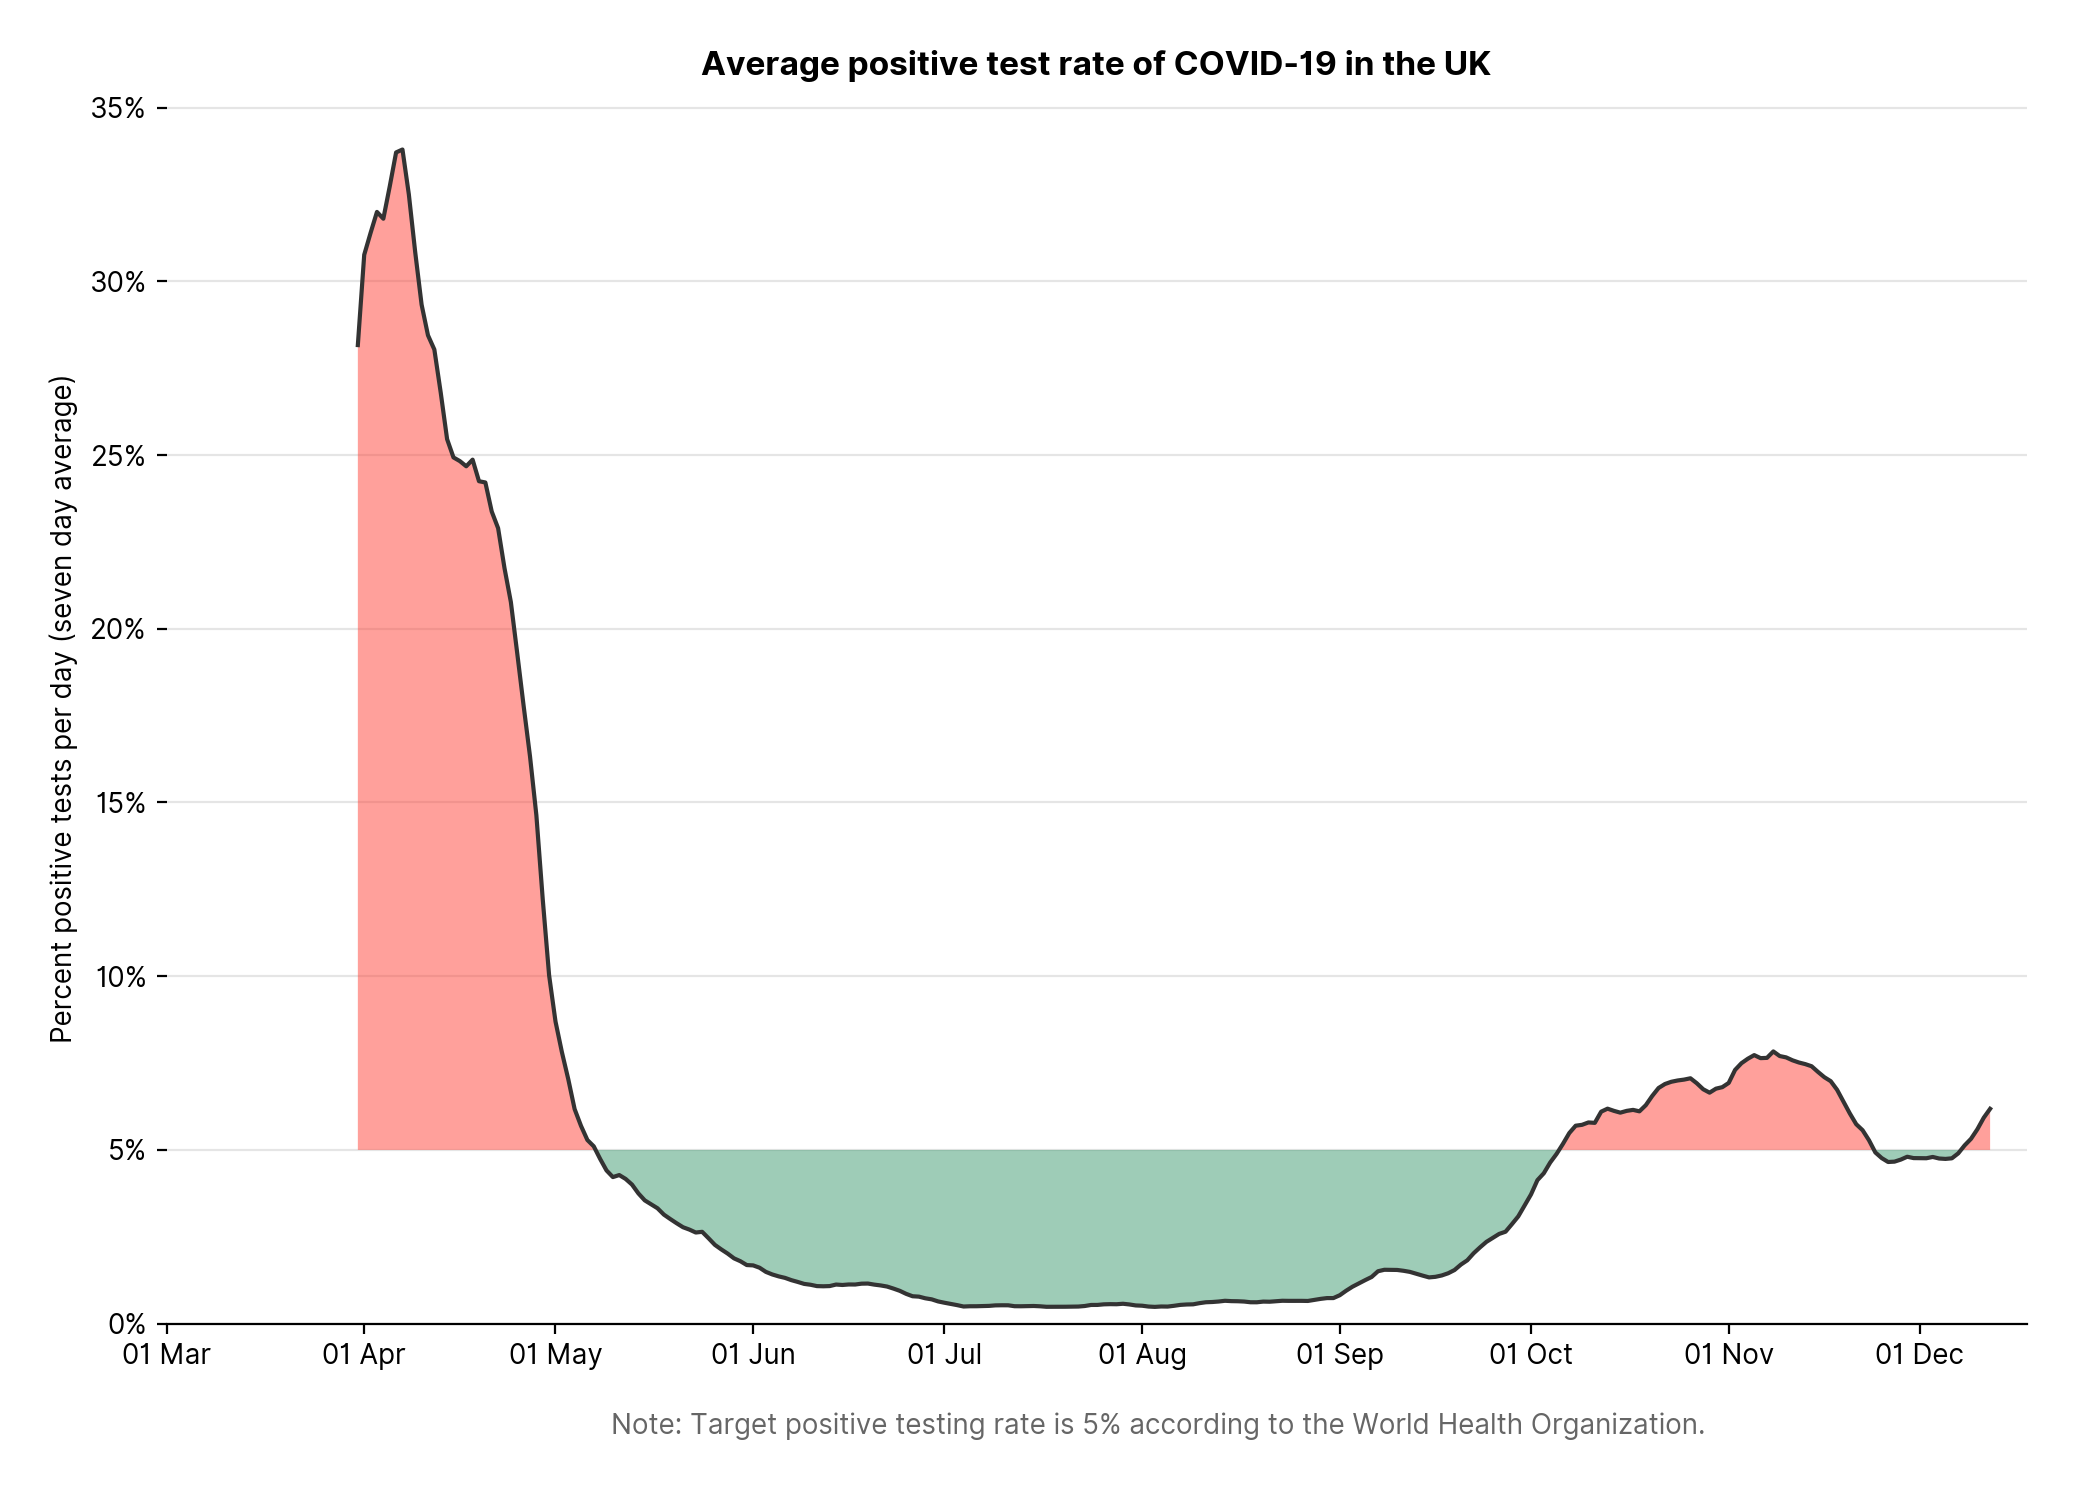 Average positive test rate of COVID-19 in the UK
Percent positive tests per day (seven day average)
35%
30%
25%
20%
15%
10%
5%
0%
01 Mar
01 Apr
01 May
01 Jun
01 Jul
01 Aug
01 Sep
01 Oct
01 Nov
01 Dec
Note: Target positive testing rate is 5% according to the World Health Organization.